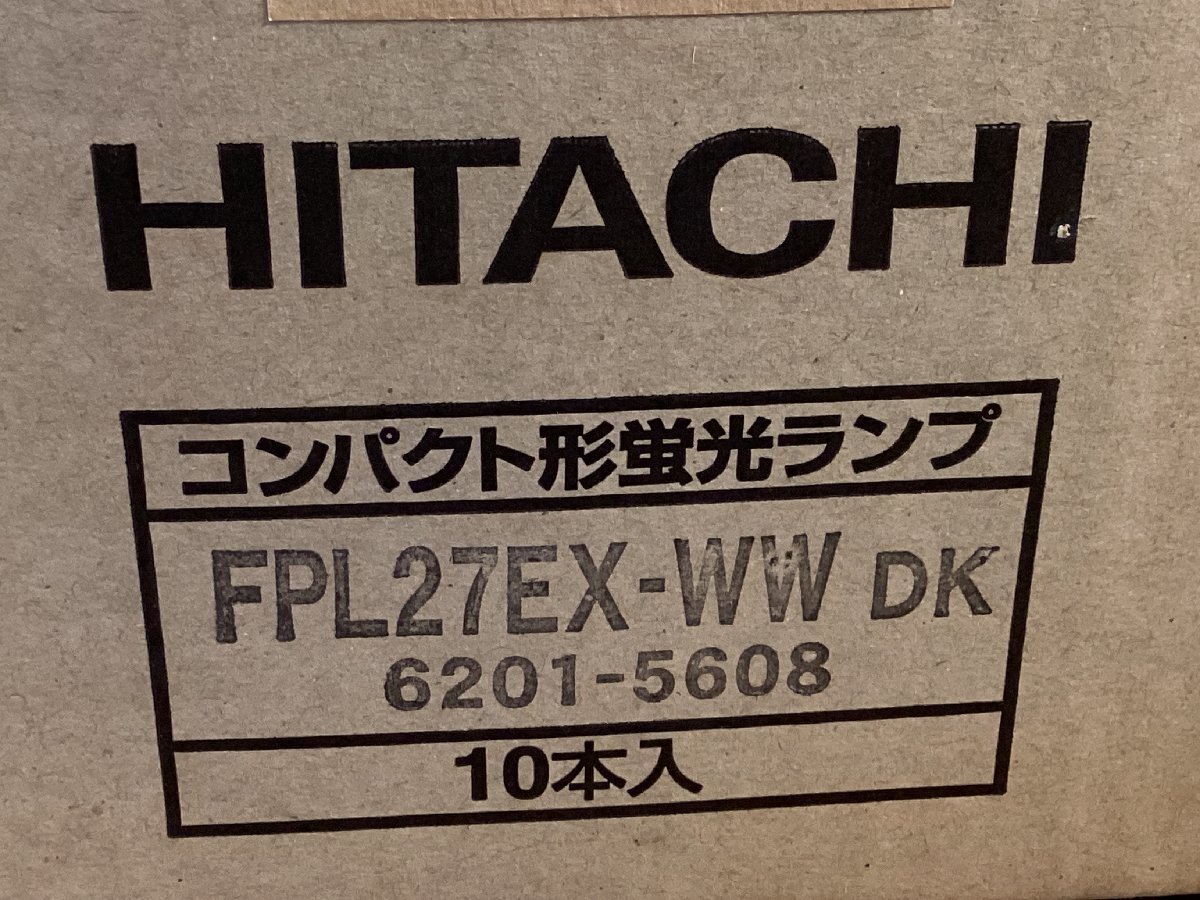 HITACHI
コンパクト形蛍光ランプ
FPL27EX-WW DK
6201-5608
10本入